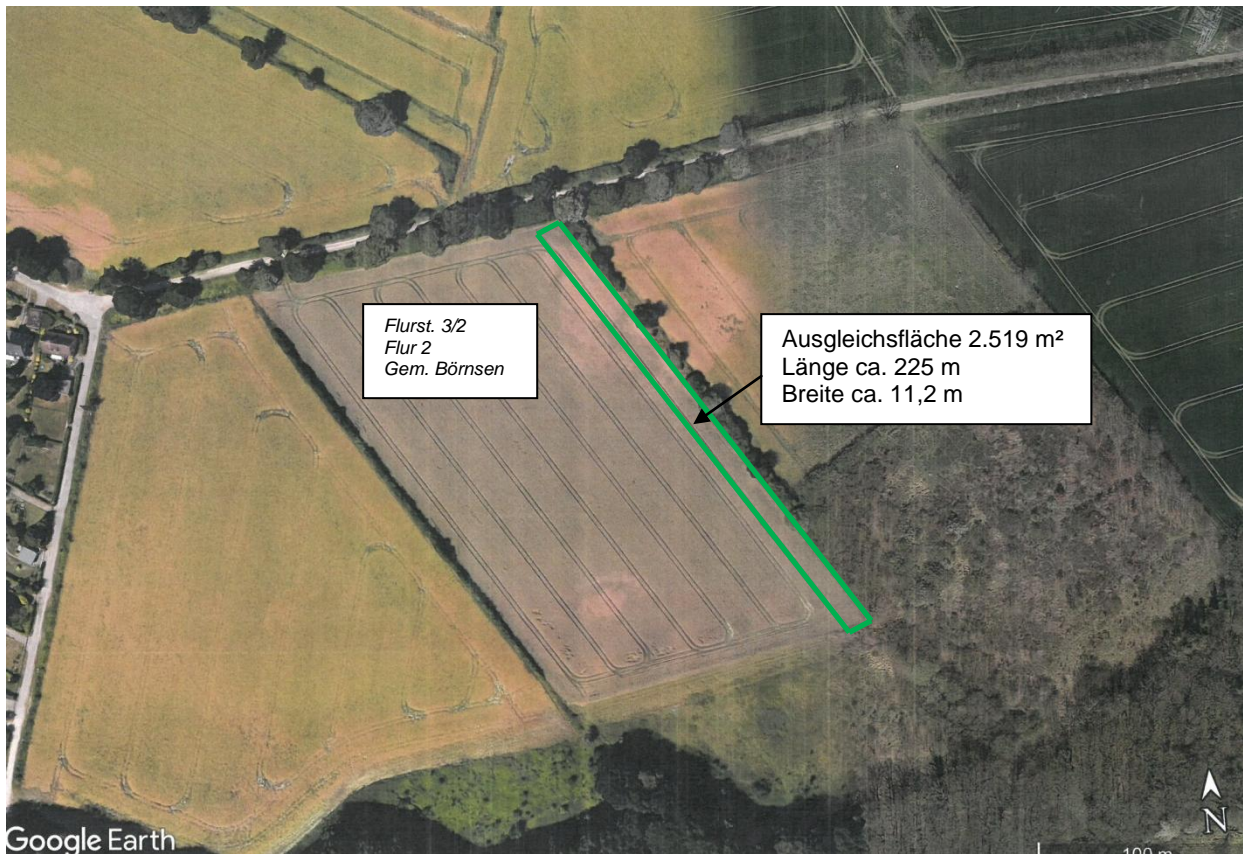 Flurst. 3/2
Flur 2
Gem. Börnsen
Ausgleichsfläche 2.519 m²
Länge ca. 225 m
Breite ca. 11,2 m
N
Google Earth
100 m